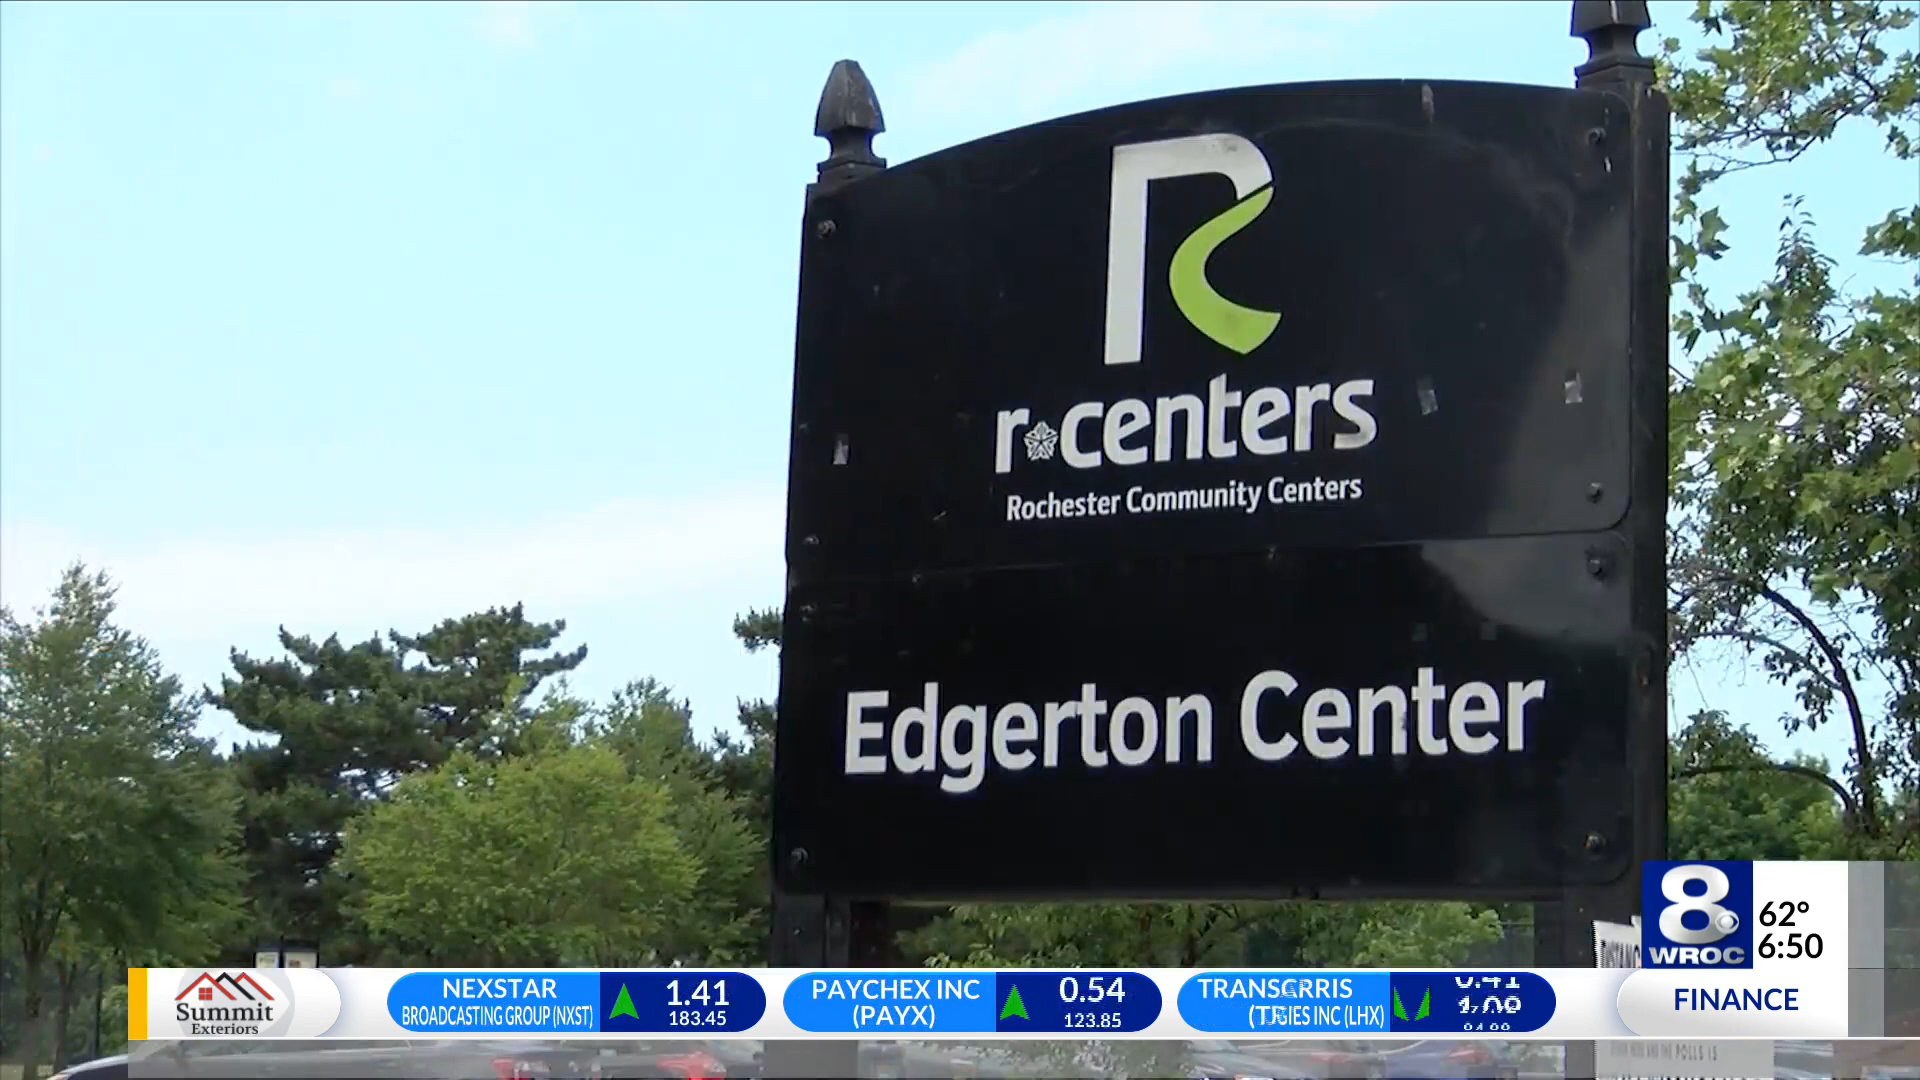 R
r centers
Rochester Community Centers
Edgerton Center
8
WROC
62°
6:50
Summit
Exteriors
NEXSTAR
BROADCASTING GROUP (NXST)
1.41
183.45
PAYCHEX INC
(PAYX)
0.54
123.85
FINANCE